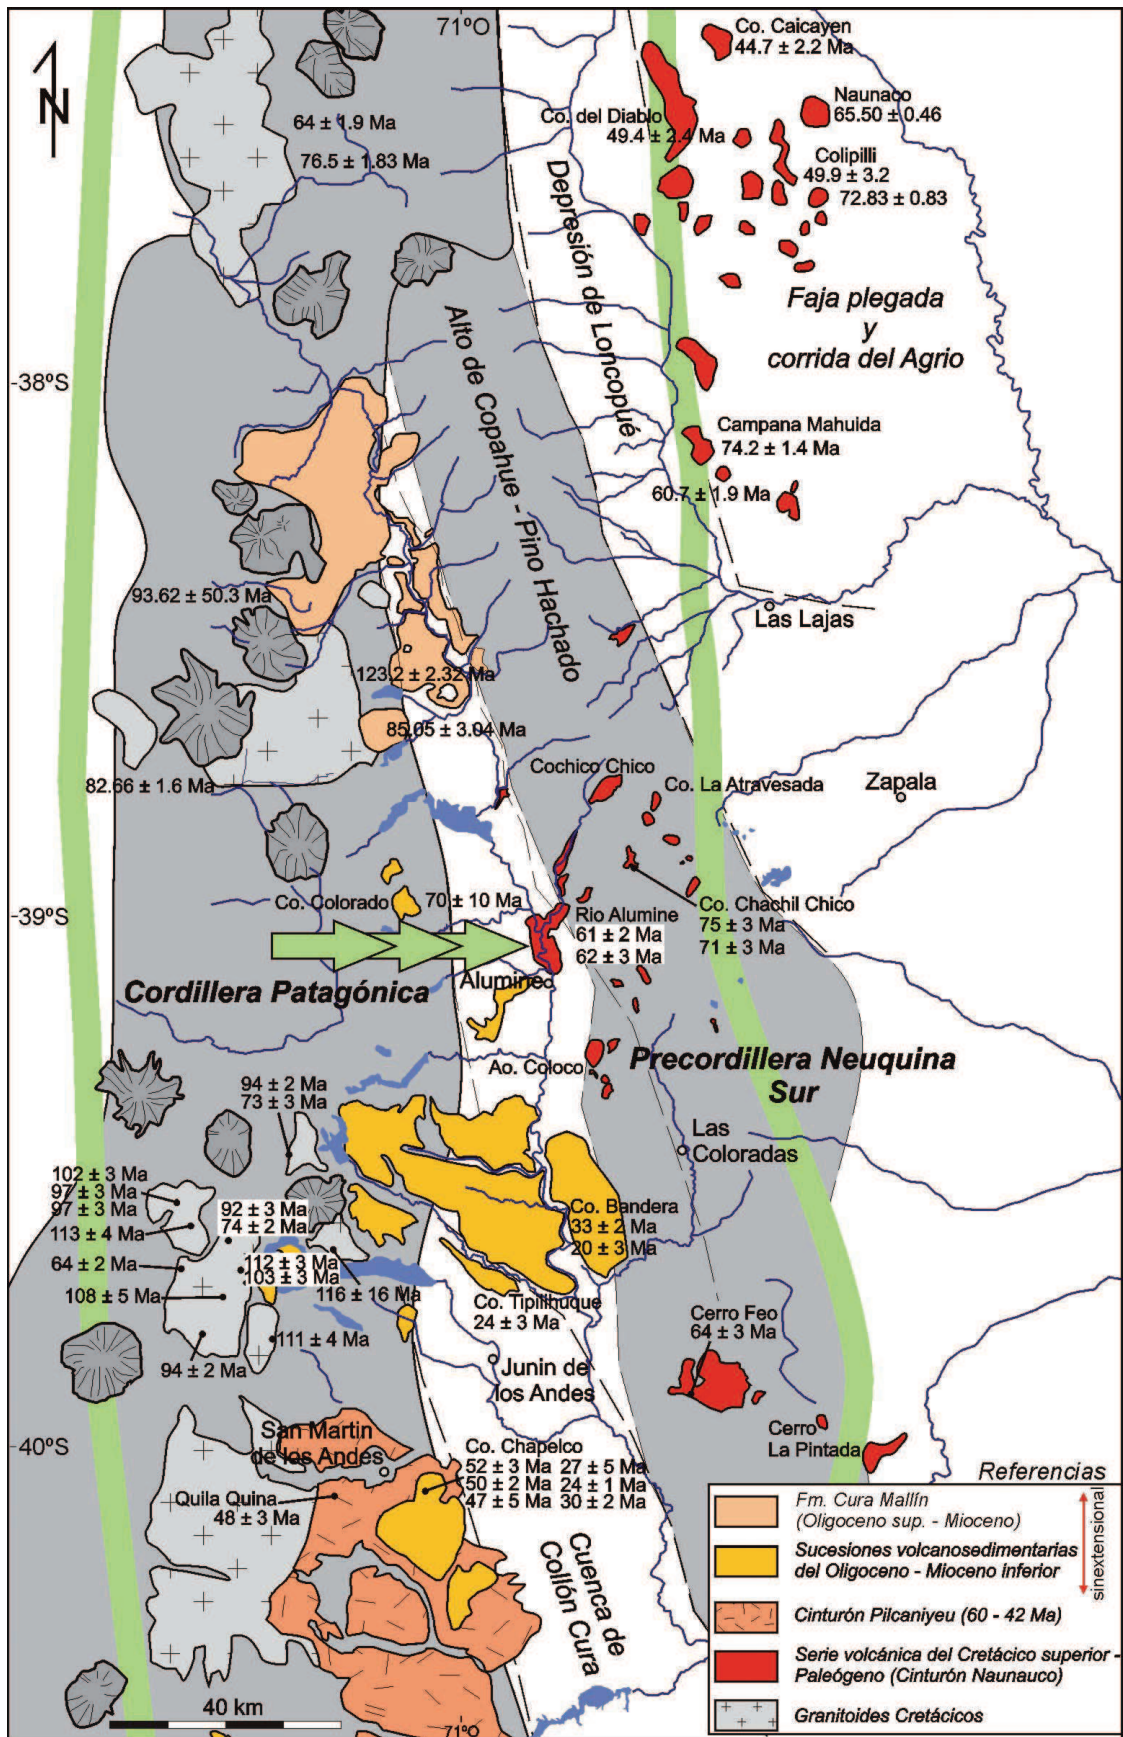 71ºO
N
Co. Caicayen
44.7 ± 2.2 Ma
Naunaco
65.50 ± 0.46
Co. del Diablo
49.4 ± 2.4 Ma
64 ± 1.9 Ma
76.5 ± 1.83 Ma
Colipilli
49.9 ± 3.2
72.83 ± 0.83
Depresión de Loncopué
Faja plegada
y
corrida del Agrio
Alto de Copahue - Pino Hachado
-38ºS
Campana Mahuida
74.2 ± 1.4 Ma
60.7 ± 1.9 Ma
93.62 ± 50.3 Ma
Las Lajas
123.2 ± 2.32 Ma
85.05 ± 3.04 Ma
82.66 ± 1.6 Ma
Cochico Chico
Co. La Atravesada
Zapala
-39ºS
Co. Colorado
70 ± 10 Ma
Rio Alumine
61 ± 2 Ma
62 ± 3 Ma
Co. Chachil Chico
75 ± 3 Ma
71 ± 3 Ma
Alumine
Cordillera Patagónica
Ao. Coloco
Precordillera Neuquina
Sur
94 ± 2 Ma
73 ± 3 Ma
Las
Coloradas
102 ± 3 Ma
97 ± 3 Ma
97 ± 3 Ma
113 ± 4 Ma
92 ± 3 Ma
74 ± 2 Ma
Co. Bandera
33 ± 2 Ma
20 ± 3 Ma
64 ± 2 Ma
112 ± 3 Ma
103 ± 3 Ma
108 ± 5 Ma
116 ± 16 Ma
Co. Tipilihuque
24 ± 3 Ma
111 ± 4 Ma
94 ± 2 Ma
Cerro Feo
64 ± 3 Ma
Junin de
los Andes
-40ºS
San Martin
de los Andes
Co. Chapelco
52 ± 3 Ma 27 ± 5 Ma
50 ± 2 Ma 24 ± 1 Ma
47 ± 5 Ma 30 ± 2 Ma
Quila Quina
48 ± 3 Ma
Cerro
La Pintada
Cuenca de
Collón Cura
Referencias
Fm. Cura Mallín
(Oligoceno sup. - Mioceno)
Sucesiones volcanosedimentarias
del Oligoceno - Mioceno inferior
sinextensional
Cinturón Pilcaniyeu (60 - 42 Ma)
Serie volcánica del Cretácico superior -
Paleógeno (Cinturón Naunauco)
Granitoides Cretácicos
40 km
71ºO